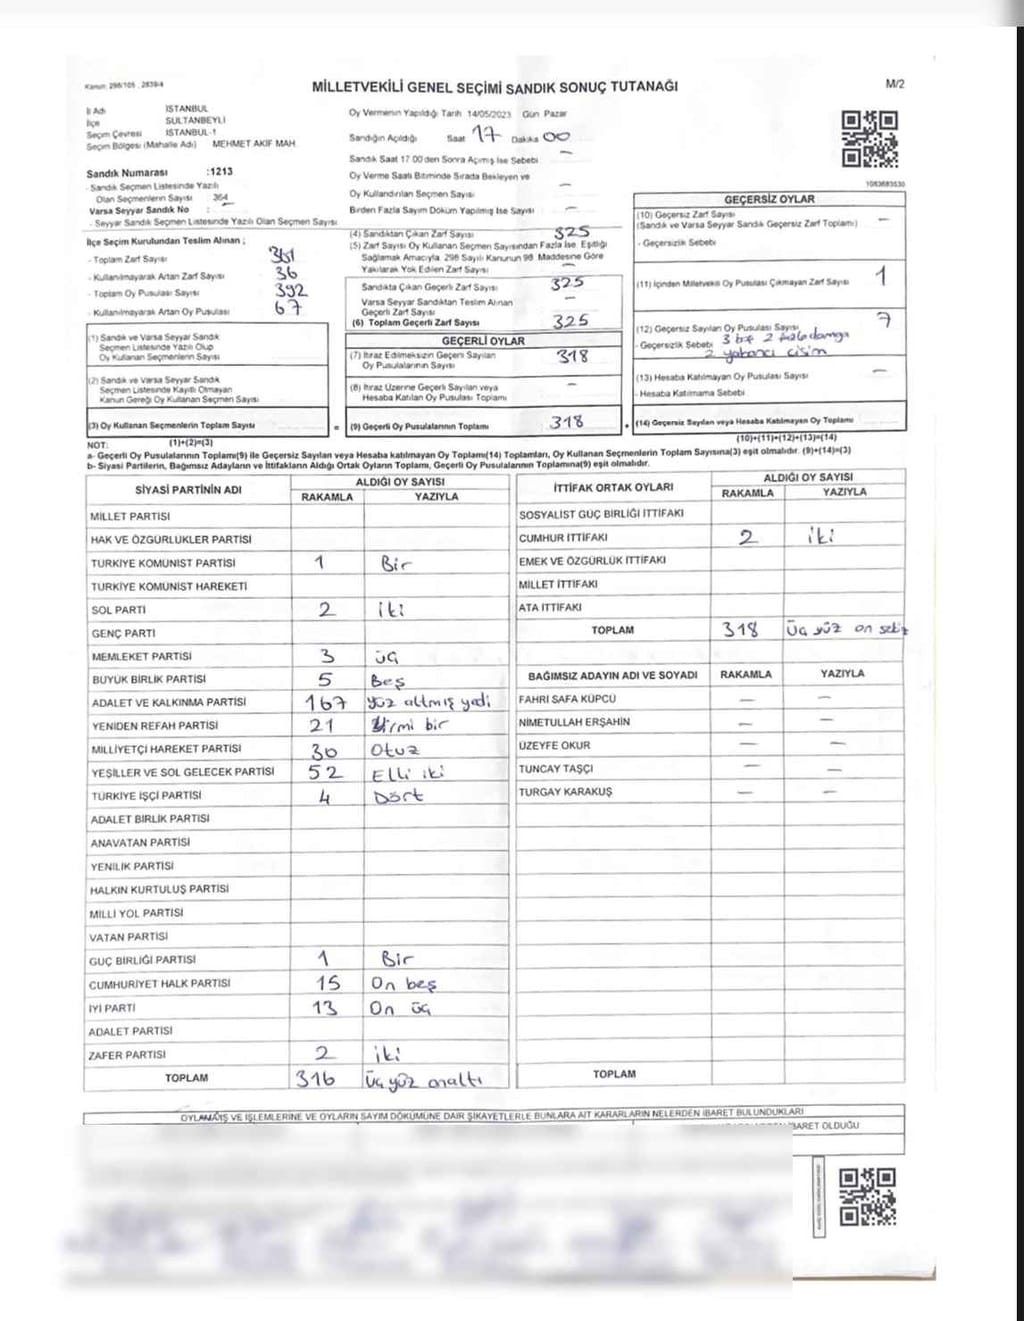 Kanun: 298/105 , 2839/4
MİLLETVEKİLİ GENEL SEÇİMİ SANDIK SONUÇ TUTANAĞI
M/2
İl Adı İSTANBUL
İlçe SULTANBEYLİ
Seçim Çevresi İSTANBUL-1
Seçim Bölgesi (Mahalle Adı) MEHMET AKİF MAH
Sandık Numarası :1213
- Sandık Seçmen Listesinde Yazılı
Olan Seçmenlerin Sayısı 364
Varsa Seyyar Sandık No :
- Seyyar Sandık Seçmen Listesinde Yazılı Olan Seçmen Sayısı
İlçe Seçim Kurulundan Teslim Alınan ;
- Toplam Zarf Sayısı 361
- Kullanılmayarak Artan Zarf Sayısı 36
- Toplam Oy Pusulası Sayısı 392
- Kullanılmayarak Artan Oy Pusulası 67
(1) Sandık ve Varsa Seyyar Sandık
Seçmen Listesinde Yazılı Olup
Oy Kullanan Seçmenlerin Sayısı
(2) Sandık ve Varsa Seyyar Sandık
Seçmen Listesinde Kayıtlı Olmayan
Kanun Gereği Oy Kullanan Seçmen Sayısı
(3) Oy Kullanan Seçmenlerin Toplam Sayısı =
Oy Vermenin Yapıldığı Tarih 14/05/2023 Gün Pazar
Sandığın Açıldığı Saat 17 Dakika 00
Sandık Saat 17 00 den Sonra Açılmış İse Sebebi —
Oy Verme Saati Bitiminde Sırada Bekleyen ve
Oy Kullandırılan Seçmen Sayısı —
Birden Fazla Sayım Döküm Yapılmış İse Sayısı —
(4) Sandıktan Çıkan Zarf Sayısı 325
(5) Zarf Sayısı Oy Kullanan Seçmen Sayısından Fazla İse, Eşitliği
Sağlamak Amacıyla 298 Sayılı Kanunun 98 Maddesine Göre
Yakılarak Yok Edilen Zarf Sayısı —
Sandıkta Çıkan Geçerli Zarf Sayısı 325
Varsa Seyyar Sandıktan Teslim Alınan
Geçerli Zarf Sayısı —
(6) Toplam Geçerli Zarf Sayısı 325
GEÇERLİ OYLAR
(7) İtiraz Edilmeksizin Geçerli Sayılan
Oy Pusulalarının Sayısı 318
(8) İtiraz Üzerine Geçerli Sayılan veya
Hesaba Katılan Oy Pusulası Toplamı —
(9) Geçerli Oy Pusulalarının Toplamı 318 +
1083683530
GEÇERSİZ OYLAR
(10) Geçersiz Zarf Sayısı
(Sandık ve Varsa Seyyar Sandık Geçersiz Zarf Toplamı) —
- Geçersizlik Sebebi
(11) İçinden Milletvekili Oy Pusulası Çıkmayan Zarf Sayısı 1
(12) Geçersiz Sayılan Oy Pusulası Sayısı 7
- Geçersizlik Sebebi 3 2 fazla damga
2 yabancı cisim
(13) Hesaba Katılmayan Oy Pusulası Sayısı —
- Hesaba Katılmama Sebebi
(14) Geçersiz Sayılan veya Hesaba Katılmayan Oy Toplamı
(10)+(11)+(12)+(13)=(14)
NOT: (1)+(2)=(3)
a- Geçerli Oy Pusulalarının Toplamı(9) ile Geçersiz Sayılan veya Hesaba katılmayan Oy Toplamı(14) Toplamları, Oy Kullanan Seçmenlerin Toplam Sayısına(3) eşit olmalıdır. (9)+(14)=(3)
b- Siyasi Partilerin, Bağımsız Adayların ve İttifakların Aldığı Ortak Oyların Toplamı, Geçerli Oy Pusulalarının Toplamına(9) eşit olmalıdır.
SİYASİ PARTİNİN ADI ALDIĞI OY SAYISI
RAKAMLA YAZIYLA
MİLLET PARTİSİ
HAK VE ÖZGÜRLÜKLER PARTİSİ
TÜRKİYE KOMÜNİST PARTİSİ 1 Bir
TÜRKİYE KOMÜNİST HAREKETİ
SOL PARTİ 2 iki
GENÇ PARTİ
MEMLEKET PARTİSİ 3 üç
BÜYÜK BİRLİK PARTİSİ 5 Beş
ADALET VE KALKINMA PARTİSİ 167 yüz altmış yedi
YENİDEN REFAH PARTİSİ 21 Yirmi bir
MİLLİYETÇİ HAREKET PARTİSİ 30 Otuz
YEŞİLLER VE SOL GELECEK PARTİSİ 52 Elli iki
TÜRKİYE İŞÇİ PARTİSİ 4 Dört
ADALET BİRLİK PARTİSİ
ANAVATAN PARTİSİ
YENİLİK PARTİSİ
HALKIN KURTULUŞ PARTİSİ
MİLLİ YOL PARTİSİ
VATAN PARTİSİ
GÜÇ BİRLİĞİ PARTİSİ 1 Bir
CUMHURİYET HALK PARTİSİ 15 On beş
İYİ PARTİ 13 On üç
ADALET PARTİSİ
ZAFER PARTİSİ 2 iki
TOPLAM 316 Üç yüz onaltı
İTTİFAK ORTAK OYLARI ALDIĞI OY SAYISI
RAKAMLA YAZIYLA
SOSYALİST GÜÇ BİRLİĞİ İTTİFAKI
CUMHUR İTTİFAKI 2 iki
EMEK VE ÖZGÜRLÜK İTTİFAKI
MİLLET İTTİFAKI
ATA İTTİFAKI
TOPLAM 318 Üç yüz on sekiz
BAĞIMSIZ ADAYIN ADI VE SOYADI RAKAMLA YAZIYLA
FAHRİ SAFA KÜPCÜ — —
NİMETULLAH ERŞAHİN — —
ÜZEYFE OKUR — —
TUNCAY TAŞÇI — —
TURGAY KARAKUŞ — —
TOPLAM
OYLAMA İŞ VE İŞLEMLERİNE VE OYLARIN SAYIM DÖKÜMÜNE DAİR ŞİKAYETLERLE BUNLARA AİT KARARLARIN NELERDEN İBARET BULUNDUKLARI
İBARET OLDUĞU